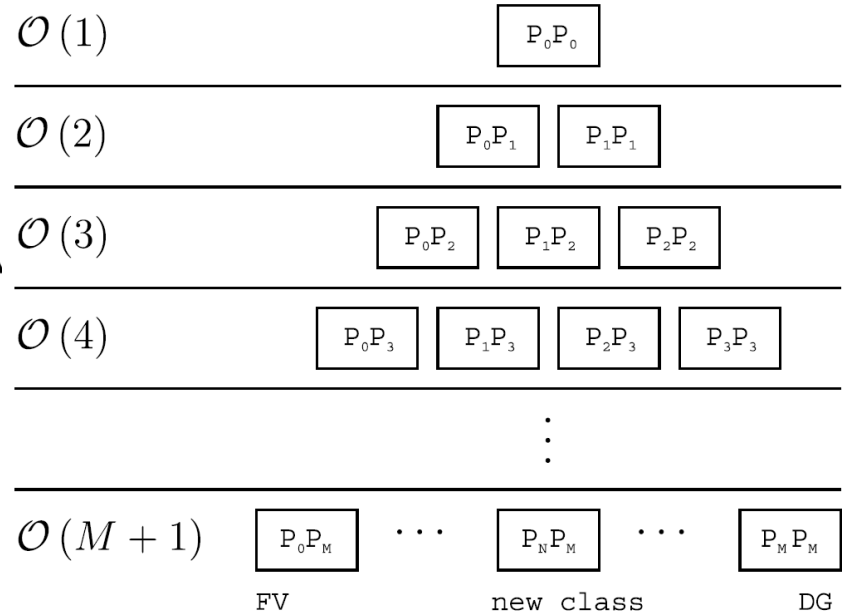 𝒪 (1) P₀P₀
𝒪 (2) P₀P₁ P₁P₁
𝒪 (3) P₀P₂ P₁P₂ P₂P₂
𝒪 (4) P₀P₃ P₁P₃ P₂P₃ P₃P₃
⋮
𝒪 (M + 1) P₀P_M ··· P_NP_M ··· P_MP_M
FV new class DG